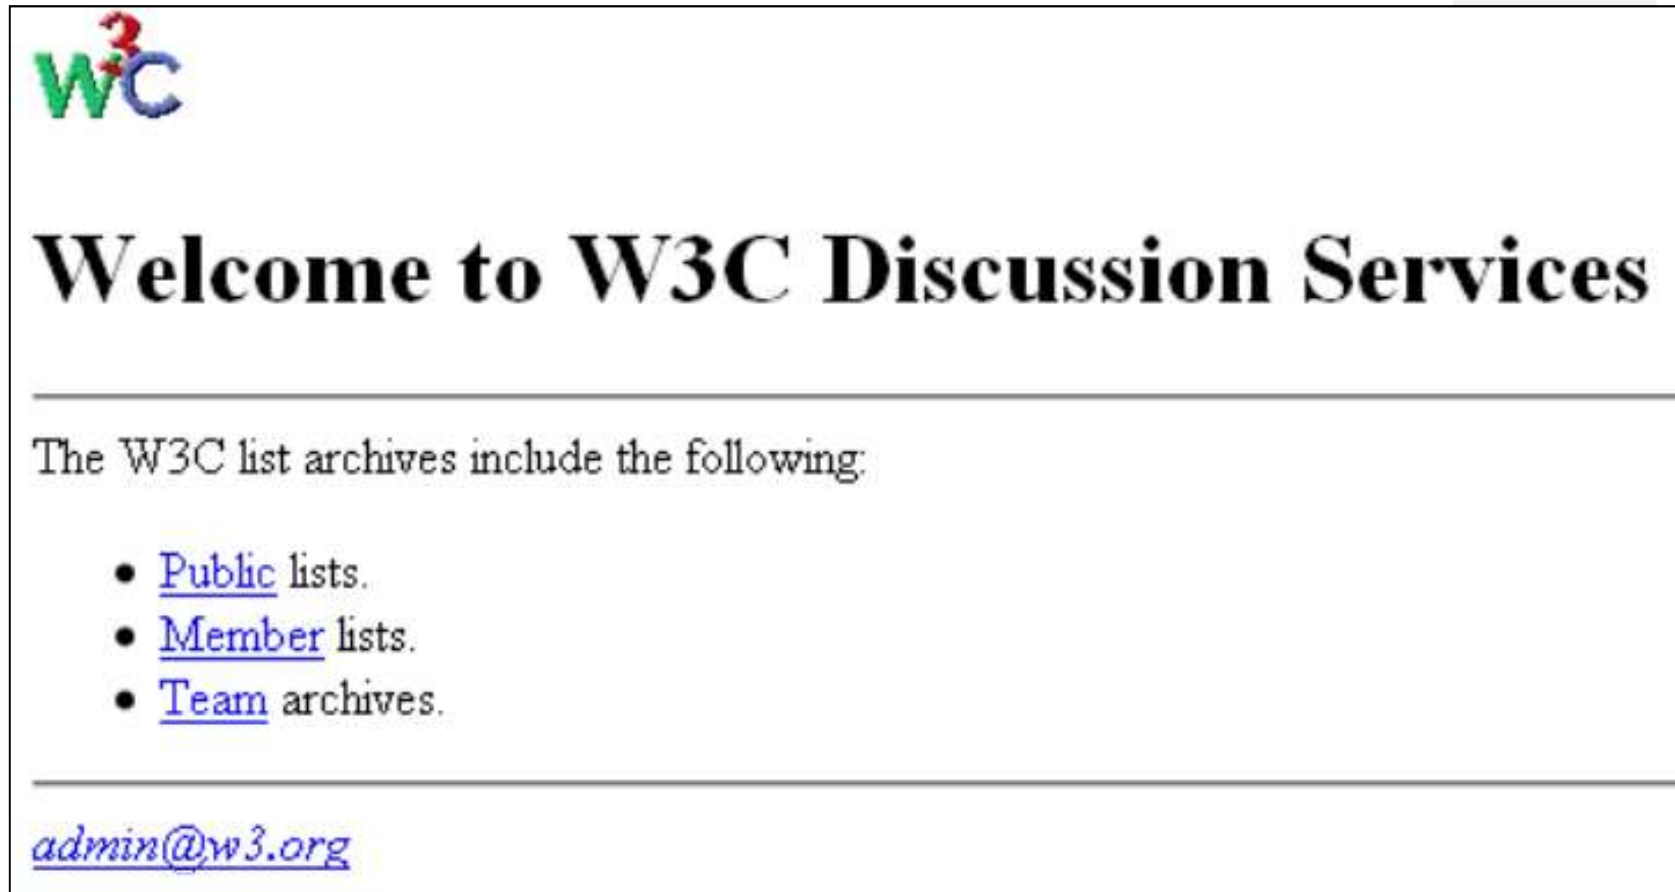 W3C
Welcome to W3C Discussion Services
The W3C list archives include the following:
• Public lists.
• Member lists.
• Team archives.
admin@w3.org